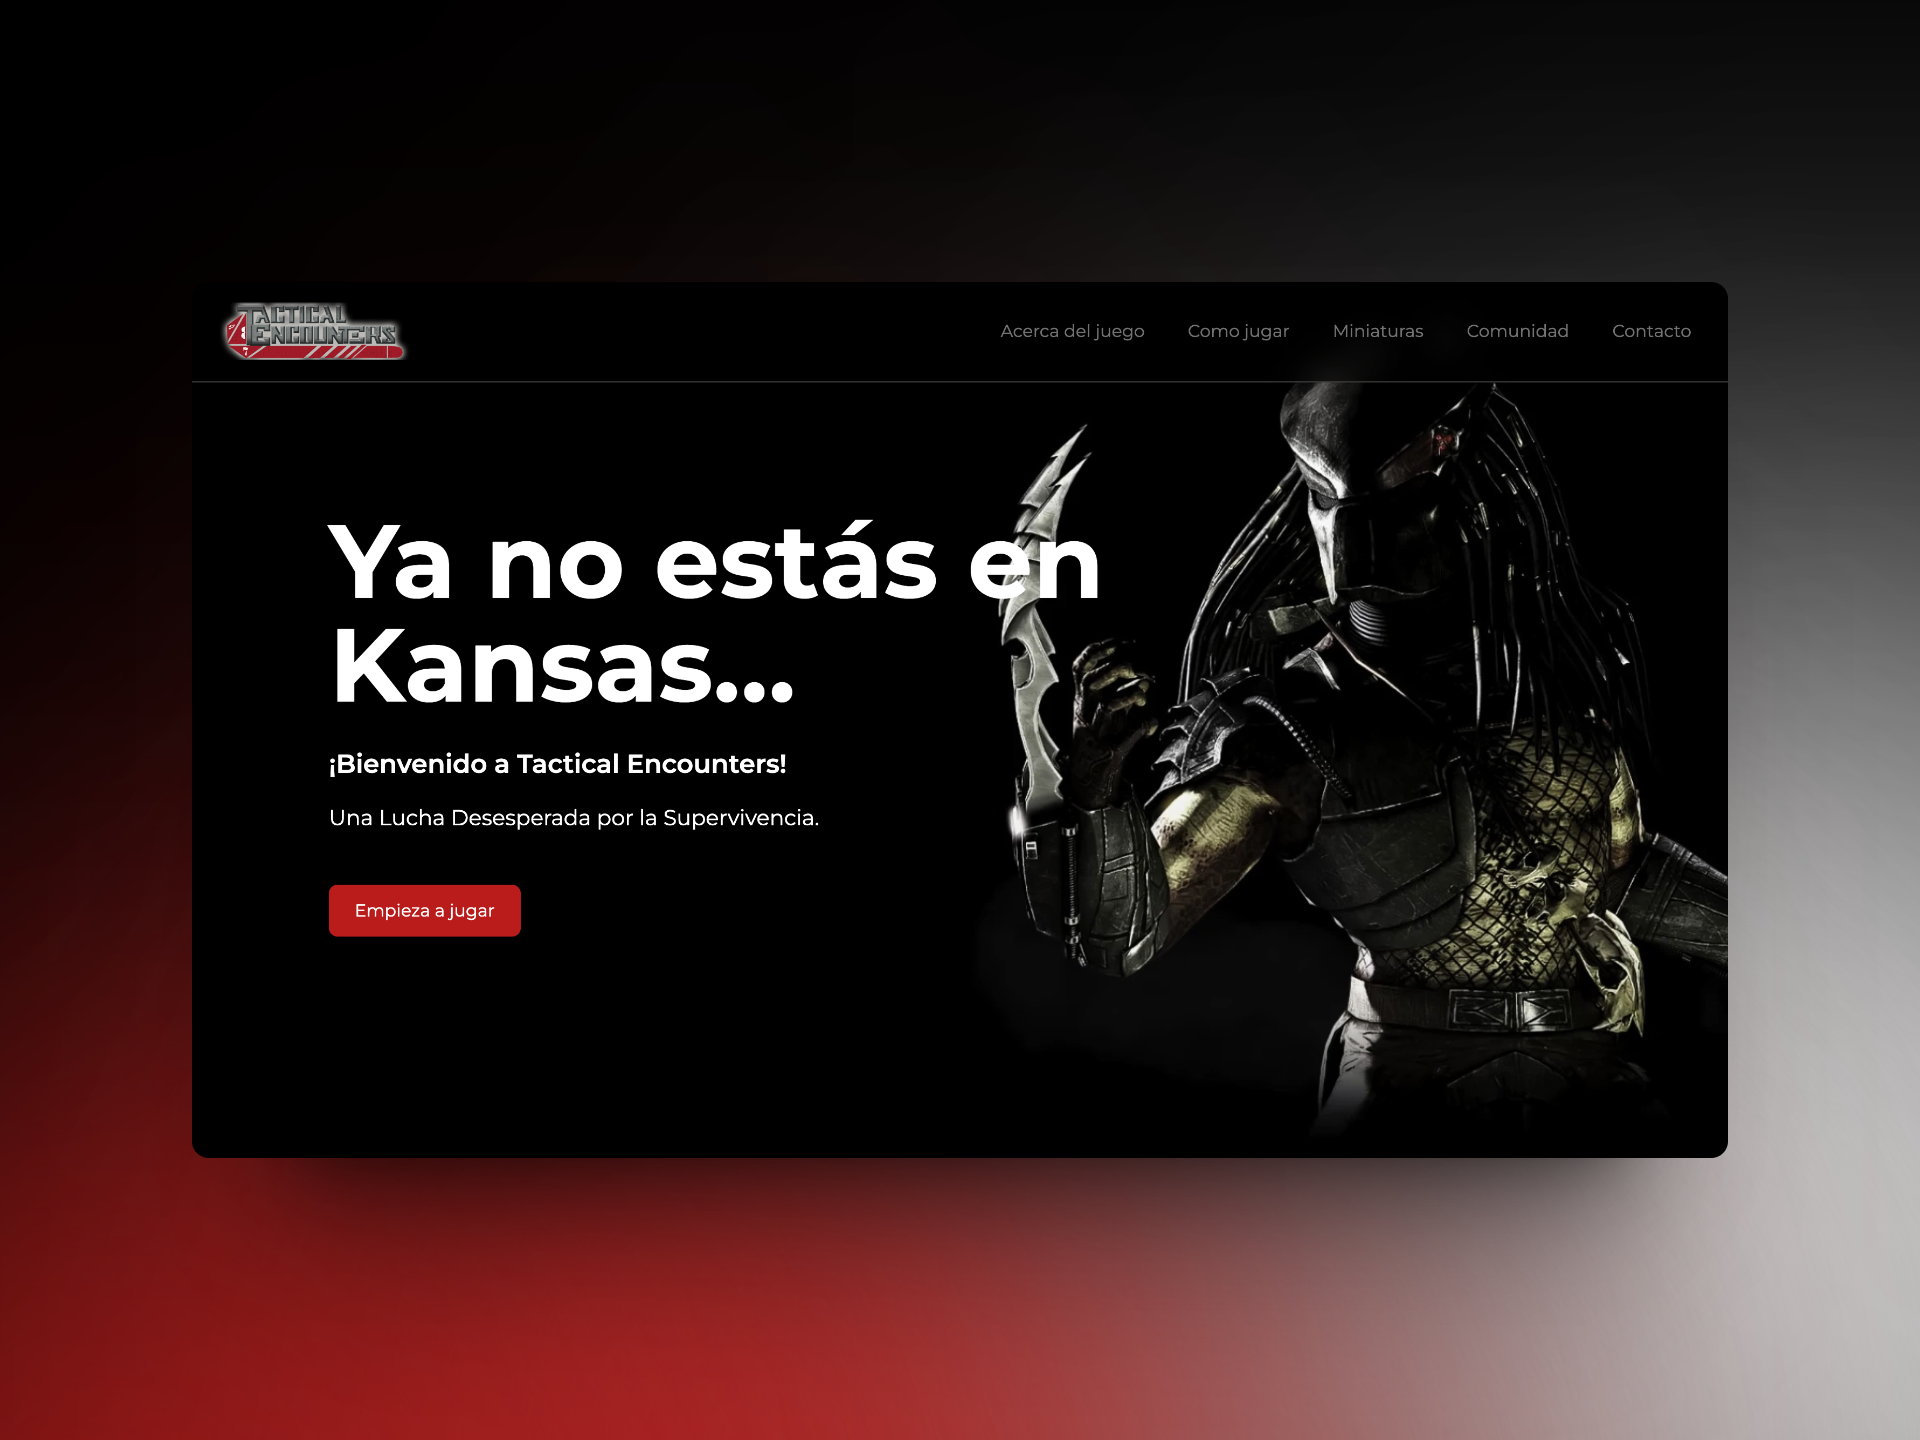 TACTICAL
ENCOUNTERS
Acerca del juego Como jugar Miniaturas Comunidad Contacto
Ya no estás en
Kansas...
¡Bienvenido a Tactical Encounters!
Una Lucha Desesperada por la Supervivencia.
Empieza a jugar